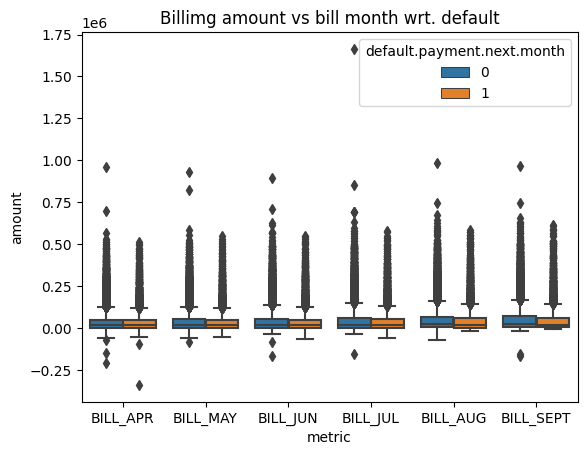 Billimg amount vs bill month wrt. default
1e6
default.payment.next.month
0
1
1.75
1.50
1.25
1.00
0.75
0.50
0.25
0.00
−0.25
amount
BILL_APR BILL_MAY BILL_JUN BILL_JUL BILL_AUG BILL_SEPT
metric